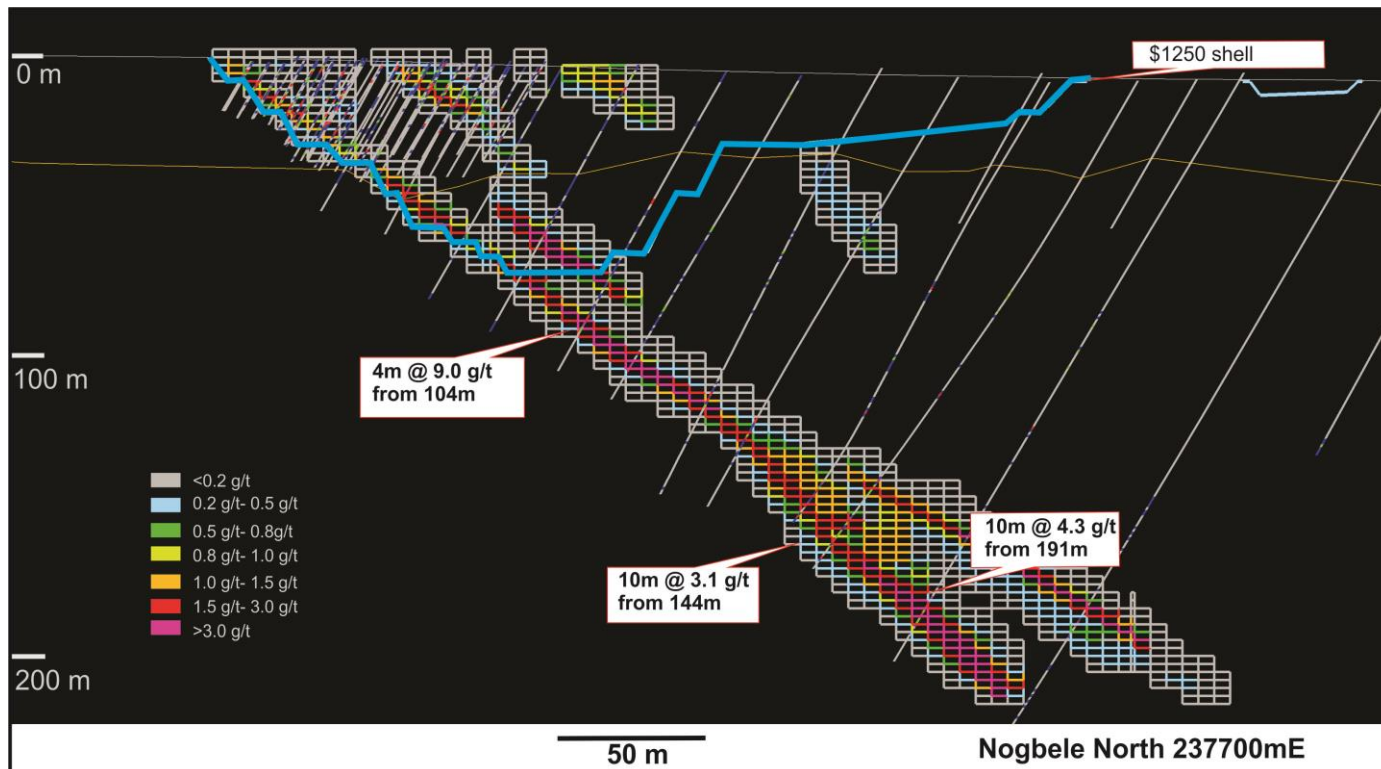 $1250 shell
0 m
100 m
4m @ 9.0 g/t
from 104m
<0.2 g/t
0.2 g/t- 0.5 g/t
0.5 g/t- 0.8g/t
0.8 g/t- 1.0 g/t
1.0 g/t- 1.5 g/t
1.5 g/t- 3.0 g/t
>3.0 g/t
10m @ 4.3 g/t
from 191m
10m @ 3.1 g/t
from 144m
200 m
50 m
Nogbele North 237700mE